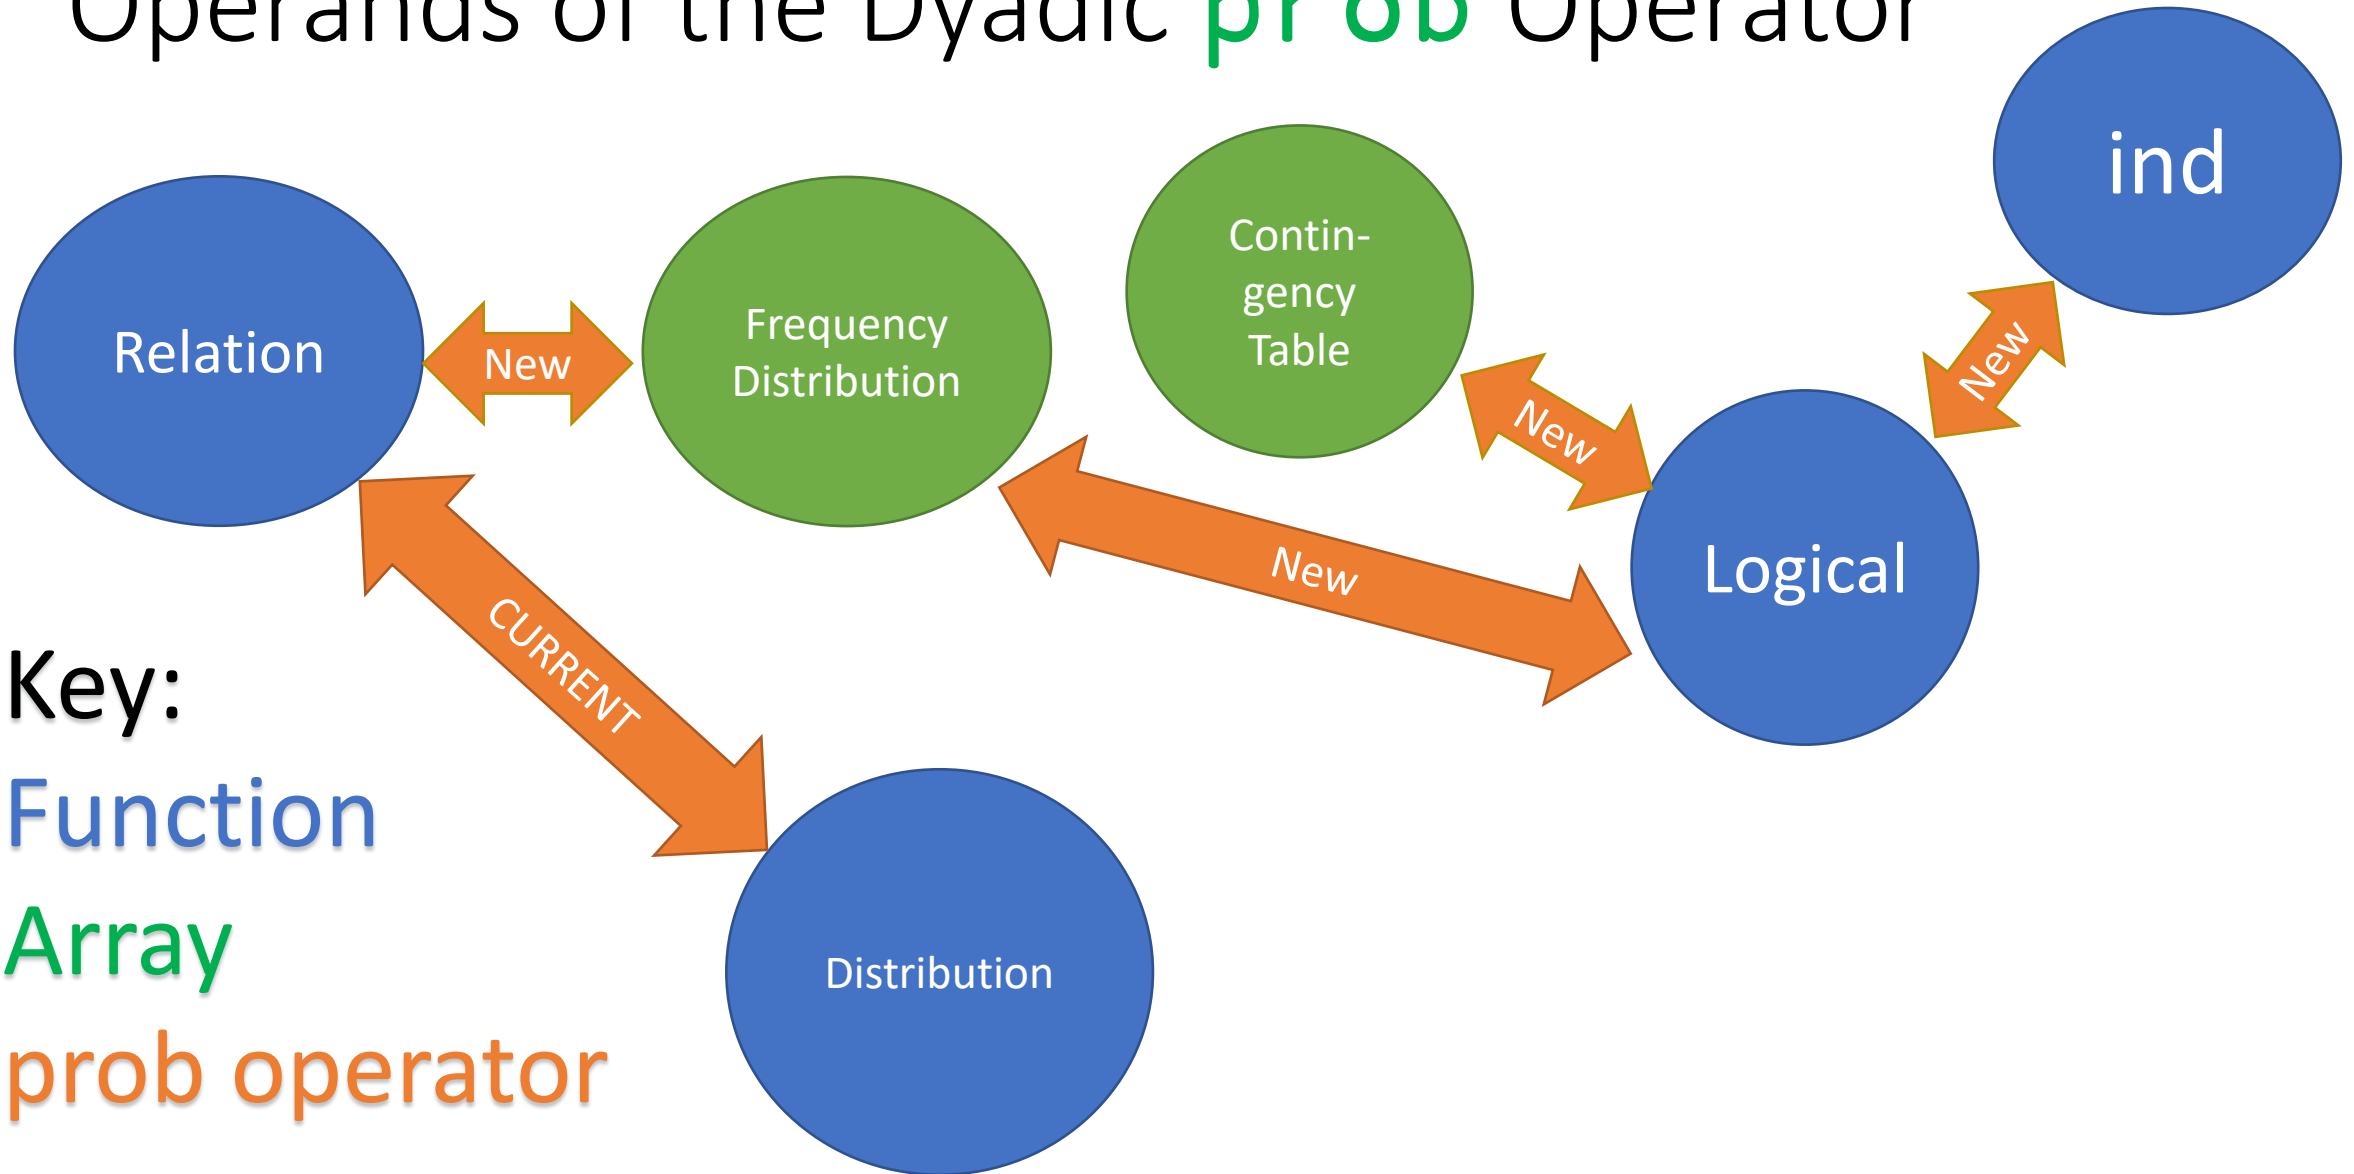 Operands of the Dyadic prob Operator
ind
Contin-
gency
Table
Frequency
Distribution
Relation
New
New
New
New
Logical
CURRENT
Key:
Function
Array
prob operator
Distribution